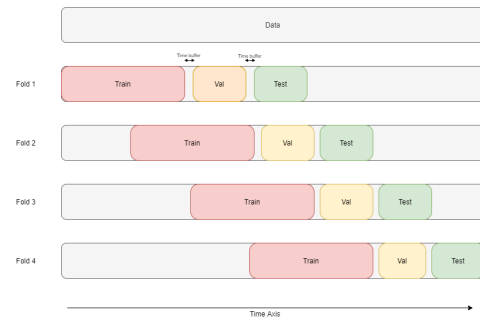 Data
Time buffer Time buffer
Fold 1 Train Val Test
Fold 2 Train Val Test
Fold 3 Train Val Test
Fold 4 Train Val Test
Time Axis